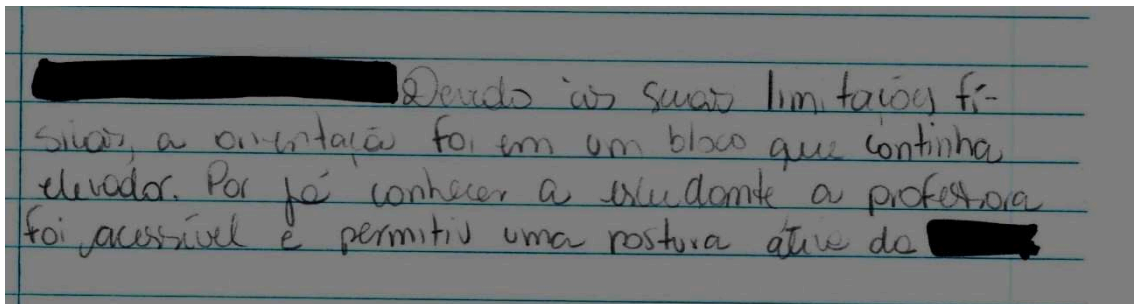 Devido às suas limitações fí-
sicas, a orientação foi em um bloco que continha
elevador. Por já conhecer a estudante a professora
foi acessível e permitiu uma postura ativa da